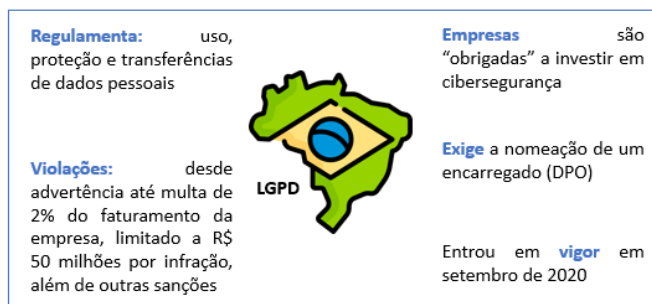 Regulamenta: uso,
proteção e transferências
de dados pessoais
Violações: desde
advertência até multa de
2% do faturamento da
empresa, limitado a R$
50 milhões por infração,
além de outras sanções
LGPD
Empresas são
“obrigadas” a investir em
cibersegurança
Exige a nomeação de um
encarregado (DPO)
Entrou em vigor em
setembro de 2020